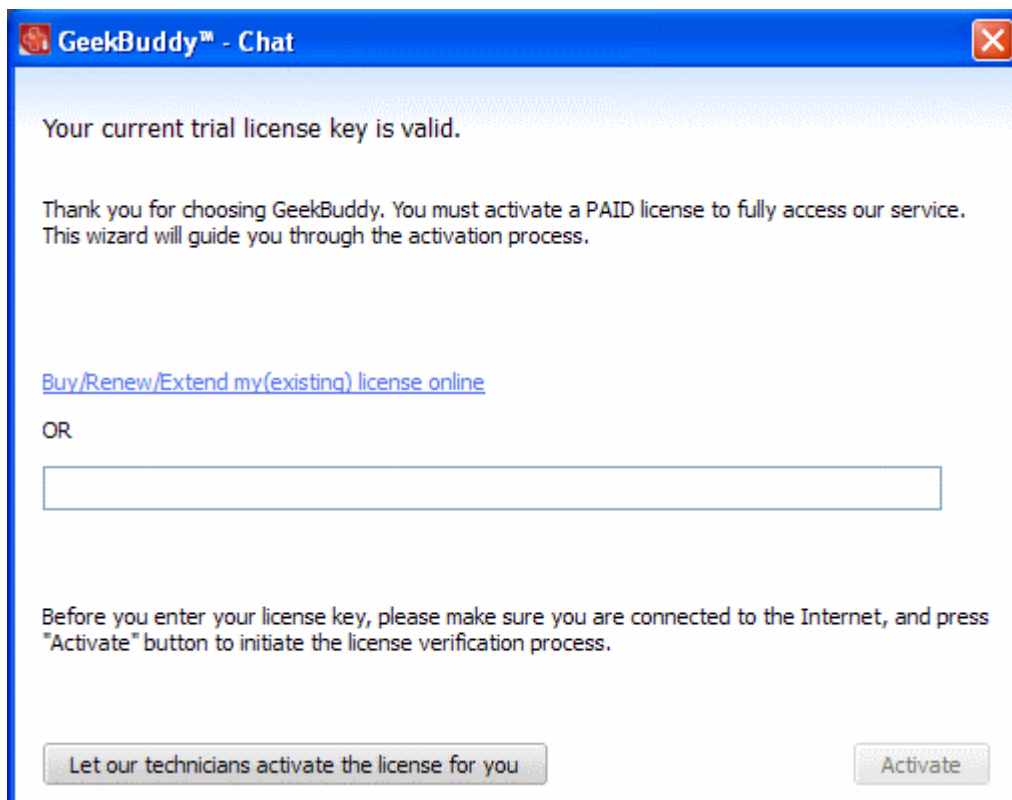 GeekBuddy™ - Chat
Your current trial license key is valid.
Thank you for choosing GeekBuddy. You must activate a PAID license to fully access our service.
This wizard will guide you through the activation process.
Buy/Renew/Extend my(existing) license online
OR
Before you enter your license key, please make sure you are connected to the Internet, and press
"Activate" button to initiate the license verification process.
Let our technicians activate the license for you
Activate